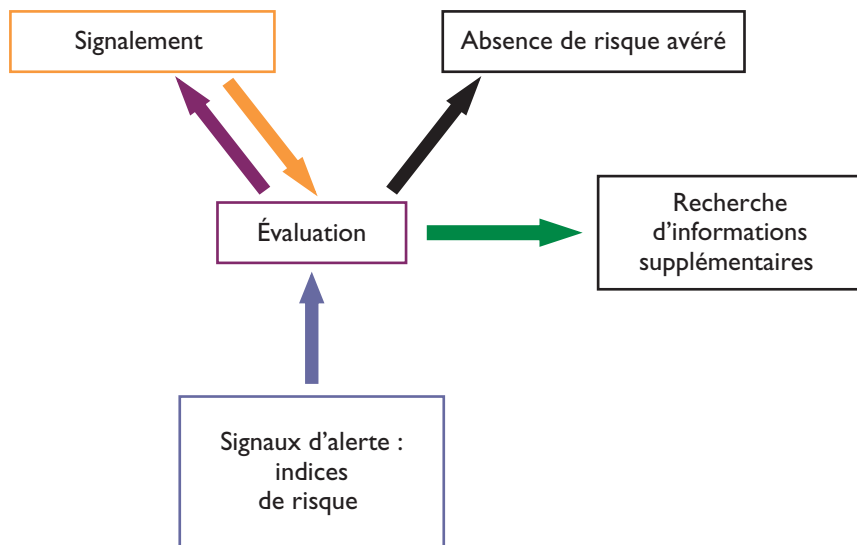 Signalement
Absence de risque avéré
Évaluation
Recherche
d’informations
supplémentaires
Signaux d’alerte :
indices
de risque